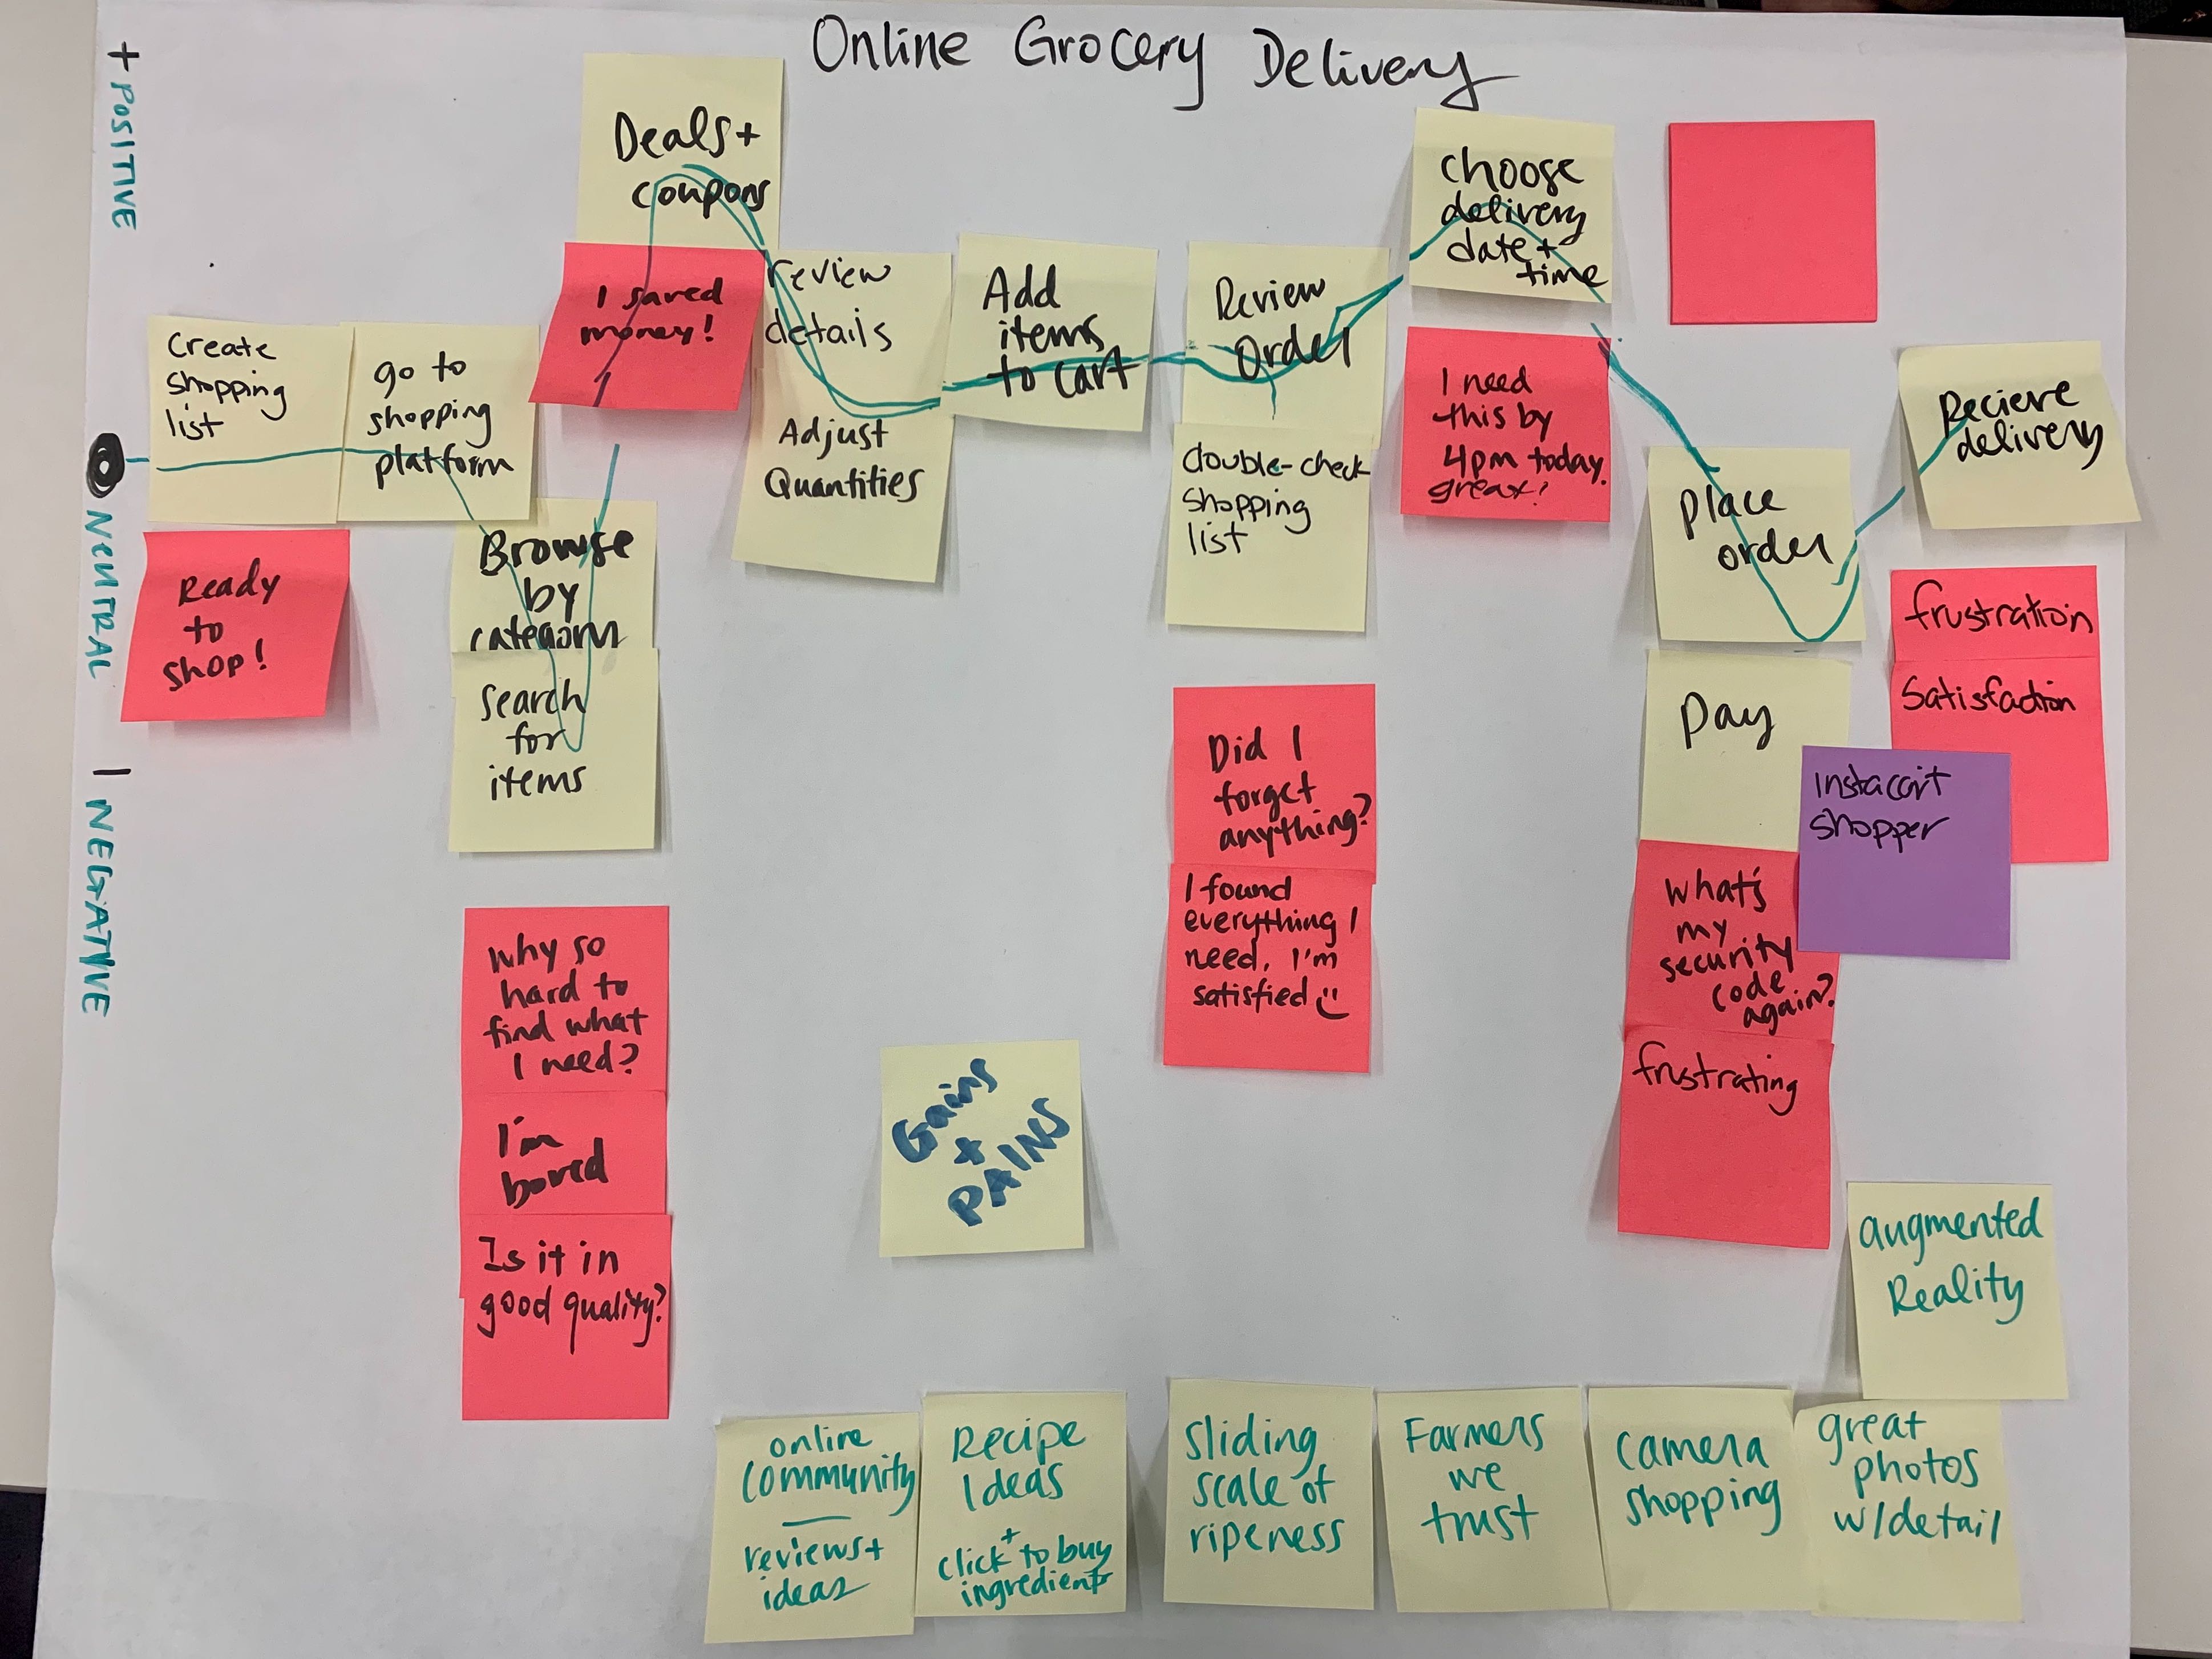 Online Grocery Delivery
+ POSITIVE
NEUTRAL
| NEGATIVE
Create
shopping
list
go to
shopping
platform
Ready
to
shop!
Browse
by
category
Search
for
items
Why so
hard to
find what
I need?
I'm
bored
Is it in
good quality?
Deals +
coupons
I saved
money!
review
details
Adjust
Quantities
Add
items
to cart
Review
Order
double-check
shopping
list
Did I
forget
anything?
I found
everything I
need. I'm
satisfied
choose
delivery
date +
time
I need
this by
4pm today.
great!
Place
order
Pay
what's
my
security
code
again?
frustrating
Recieve
delivery
frustration
Satisfaction
Instacart
shopper
Gains
+
PAINS
augmented
Reality
online
community
—
reviews +
ideas
Recipe
Ideas
+
click to buy
ingredients
Sliding
scale of
ripeness
Farmers
we
trust
camera
shopping
great
photos
w/detail